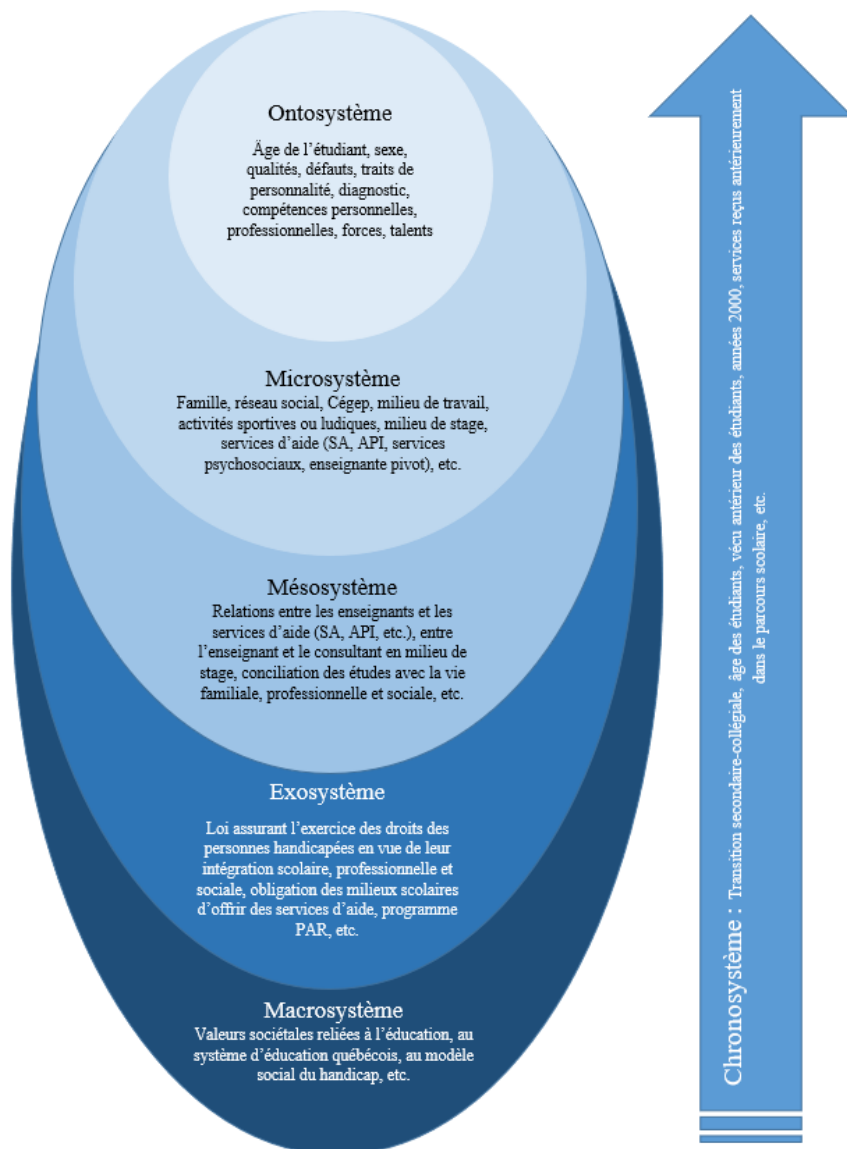 Ontosystème
Äge de l'étudiant, sexe,
qualités, défauts, traits de
personnalité, diagnostic,
compétences personnelles,
professionnelles, forces, talents
Microsystème
Famille, réseau social, Cégep, milieu de travail,
activités sportives ou ludiques, milieu de stage,
services d'aide (SA, API, services
psychosociaux, enseignante pivot), etc.
Mésosystème
Relations entre les enseignants et les
services d'aide (SA, API, etc.), entre
l'enseignant et le consultant en milieu de
stage, conciliation des études avec la vie
familiale, professionnelle et sociale, etc.
Exosystème
Loi assurant l'exercice des droits des
personnes handicapées en vue de leur
intégration scolaire, professionnelle et
sociale, obligation des milieux scolaires
d'offrir des services d'aide, programme
PAR, etc.
Macrosystème
Valeurs sociétales reliées à l'éducation, au
système d'éducation québécois, au modèle
social du handicap, etc.
Chronosystème : Transition secondaire-collégiale, âge des étudiants, vécu antérieur des étudiants, années 2000, services reçus antérieurement
dans le parcours scolaire, etc.